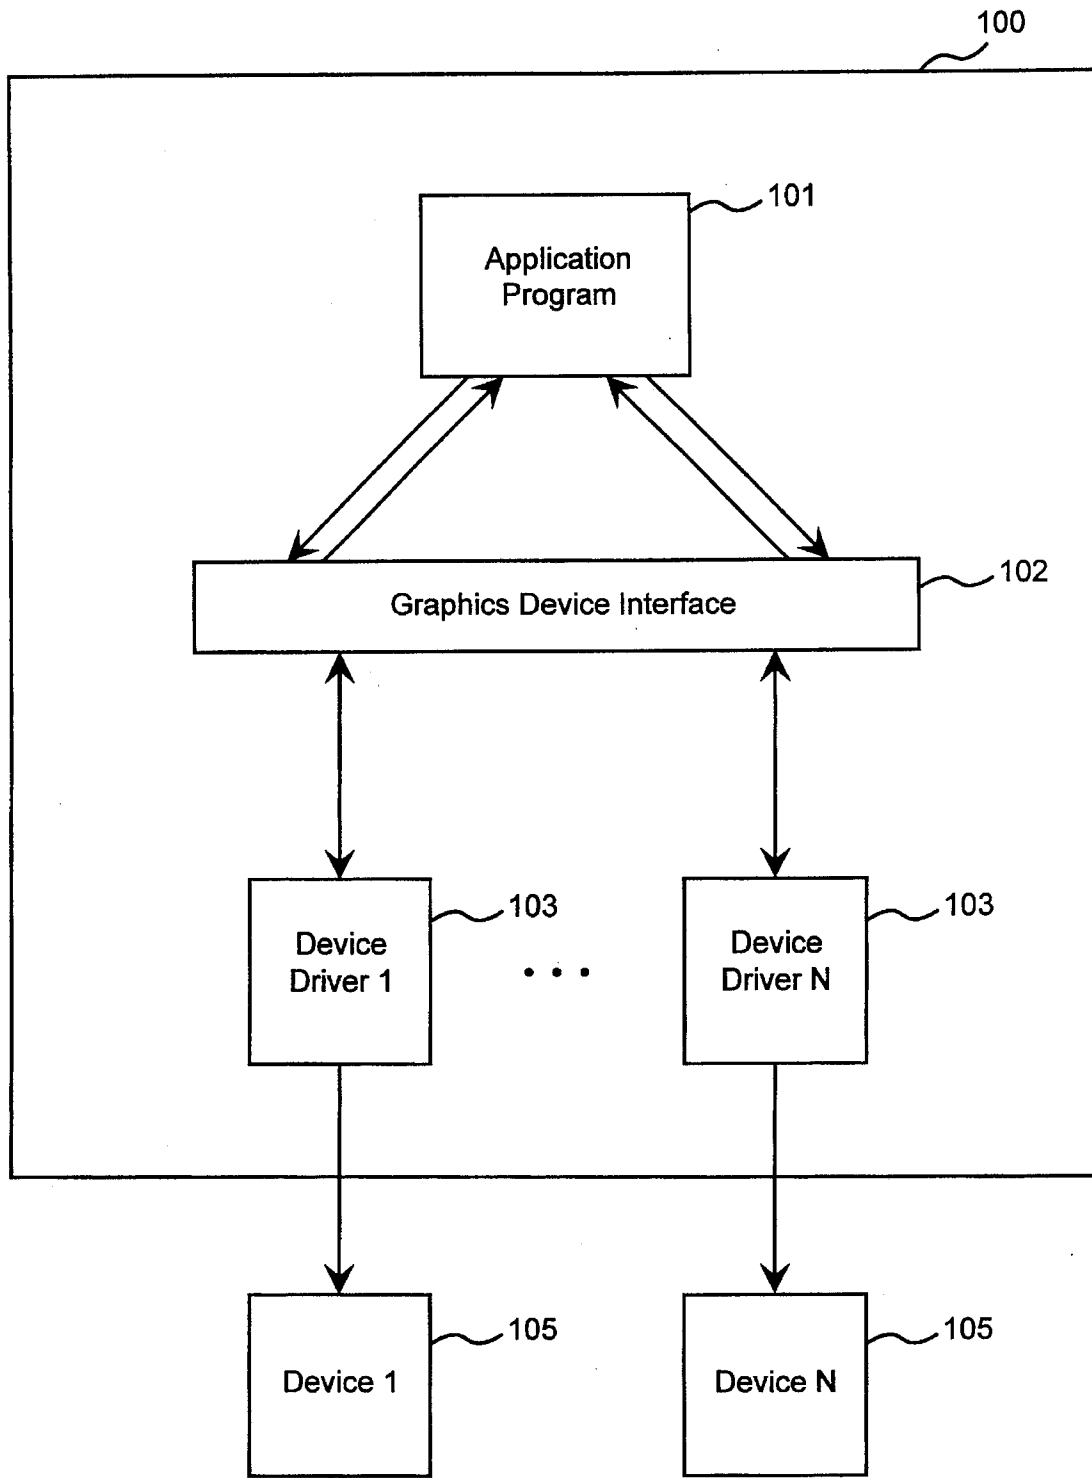 100
101
Application
Program
102
Graphics Device Interface
103
103
Device
Driver 1
. . .
Device
Driver N
105
105
Device 1
Device N